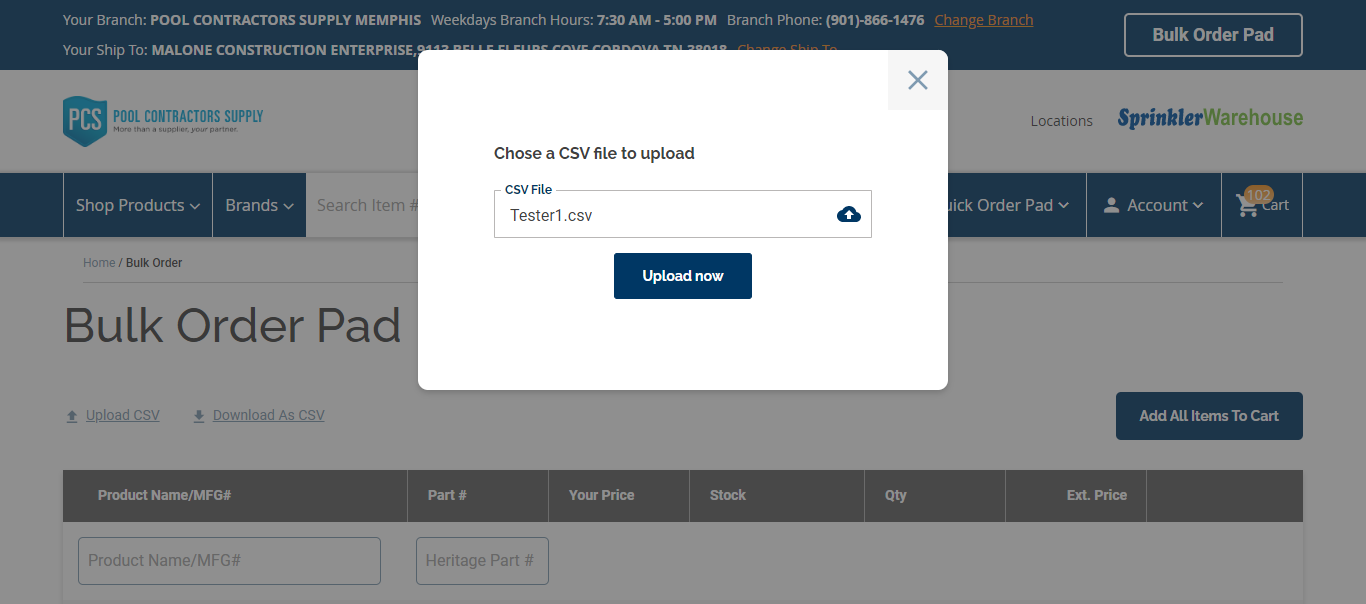 Your Branch: POOL CONTRACTORS SUPPLY MEMPHIS Weekdays Branch Hours: 7:30 AM - 5:00 PM Branch Phone: (901)-866-1476 Change Branch
Your Ship To: MALONE CONSTRUCTION ENTERPRISE,9113 BELLE FLEURS COVE CORDOVA TN 38018 Change Ship To
Bulk Order Pad
PCS POOL CONTRACTORS SUPPLY
More than a supplier, your partner.
Locations
SprinklerWarehouse
Shop Products
Brands
Search Item #
uick Order Pad
Account
102
Cart
Chose a CSV file to upload
CSV File
Tester1.csv
Upload now
Home / Bulk Order
Bulk Order Pad
Upload CSV
Download As CSV
Add All Items To Cart
Product Name/MFG# Part # Your Price Stock Qty Ext. Price
Product Name/MFG# Heritage Part #